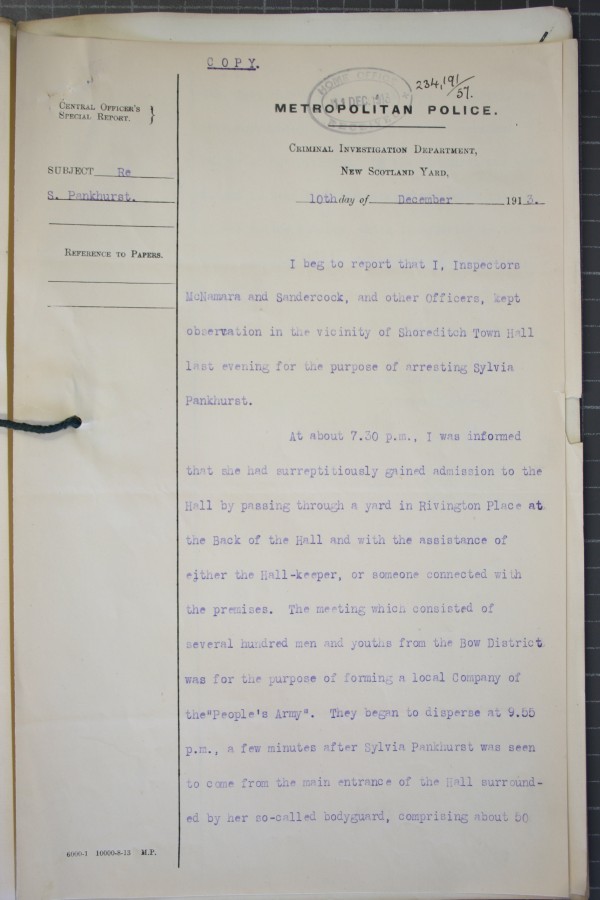 COPY.
HOME OFFICE
DEC. 1913
RECEIVED
234,191/57.
CENTRAL OFFICER'S
SPECIAL REPORT. }
METROPOLITAN POLICE.
CRIMINAL INVESTIGATION DEPARTMENT,
NEW SCOTLAND YARD,
10th day of December 1913.
SUBJECT Re
S. Pankhurst.
REFERENCE TO PAPERS.
I beg to report that I, Inspectors
McNamara and Sandercock, and other Officers, kept
observation in the vicinity of Shoreditch Town Hall
last evening for the purpose of arresting Sylvia
Pankhurst.
At about 7.30 p.m., I was informed
that she had surreptitiously gained admission to the
Hall by passing through a yard in Rivington Place at
the Back of the Hall and with the assistance of
either the Hall-keeper, or someone connected with
the premises. The meeting which consisted of
several hundred men and youths from the Bow District
was for the purpose of forming a local Company of
the"People's Army". They began to disperse at 9.55
p.m., a few minutes after Sylvia Pankhurst was seen
to come from the main entrance of the Hall surround-
ed by her so-called bodyguard, comprising about 50
6000-1 10000-8-13 M.P.